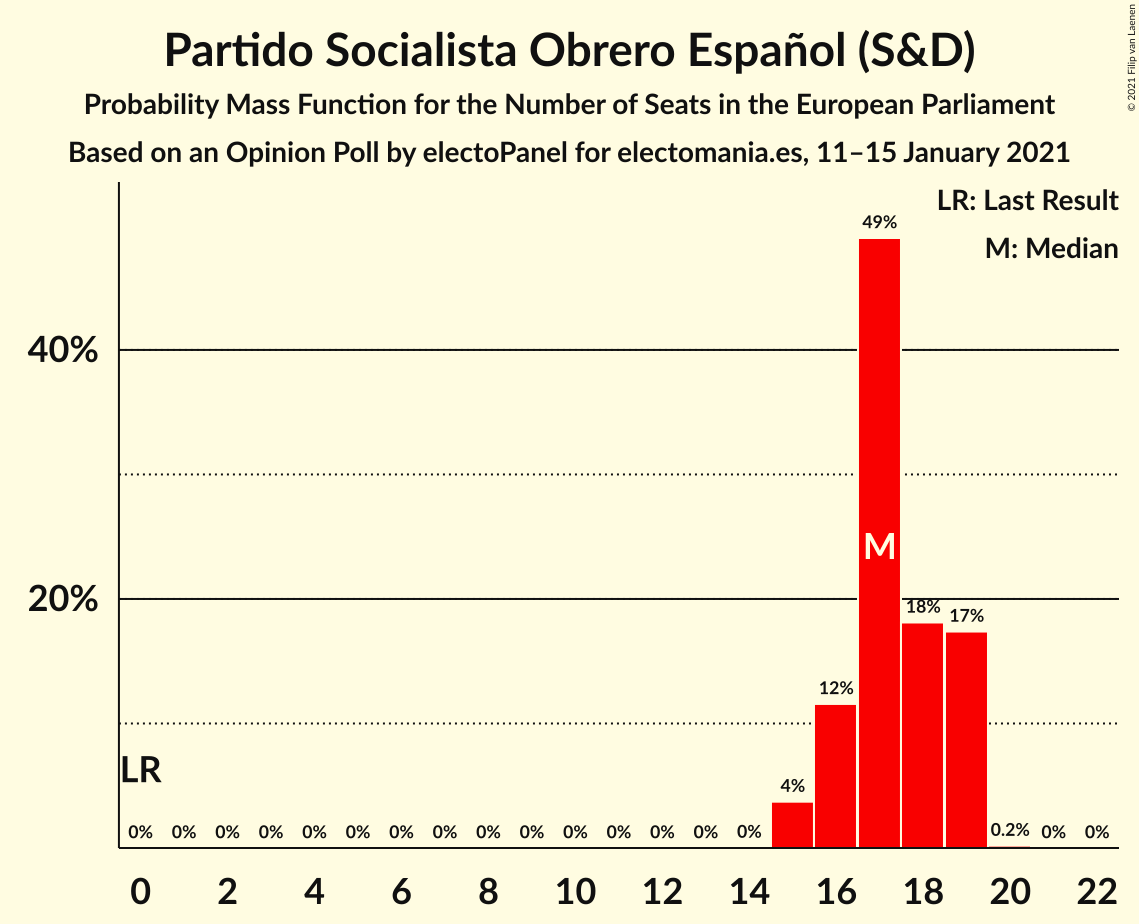 Partido Socialista Obrero Español (S&D)
Probability Mass Function for the Number of Seats in the European Parliament
Based on an Opinion Poll by electoPanel for electomania.es, 11–15 January 2021
© 2021 Filip van Laenen
LR: Last Result
M: Median
49%
40%
M
20%
18%
17%
12%
LR
4%
0% 0% 0% 0% 0% 0% 0% 0% 0% 0% 0% 0% 0% 0% 0% 0.2% 0% 0%
0 2 4 6 8 10 12 14 16 18 20 22